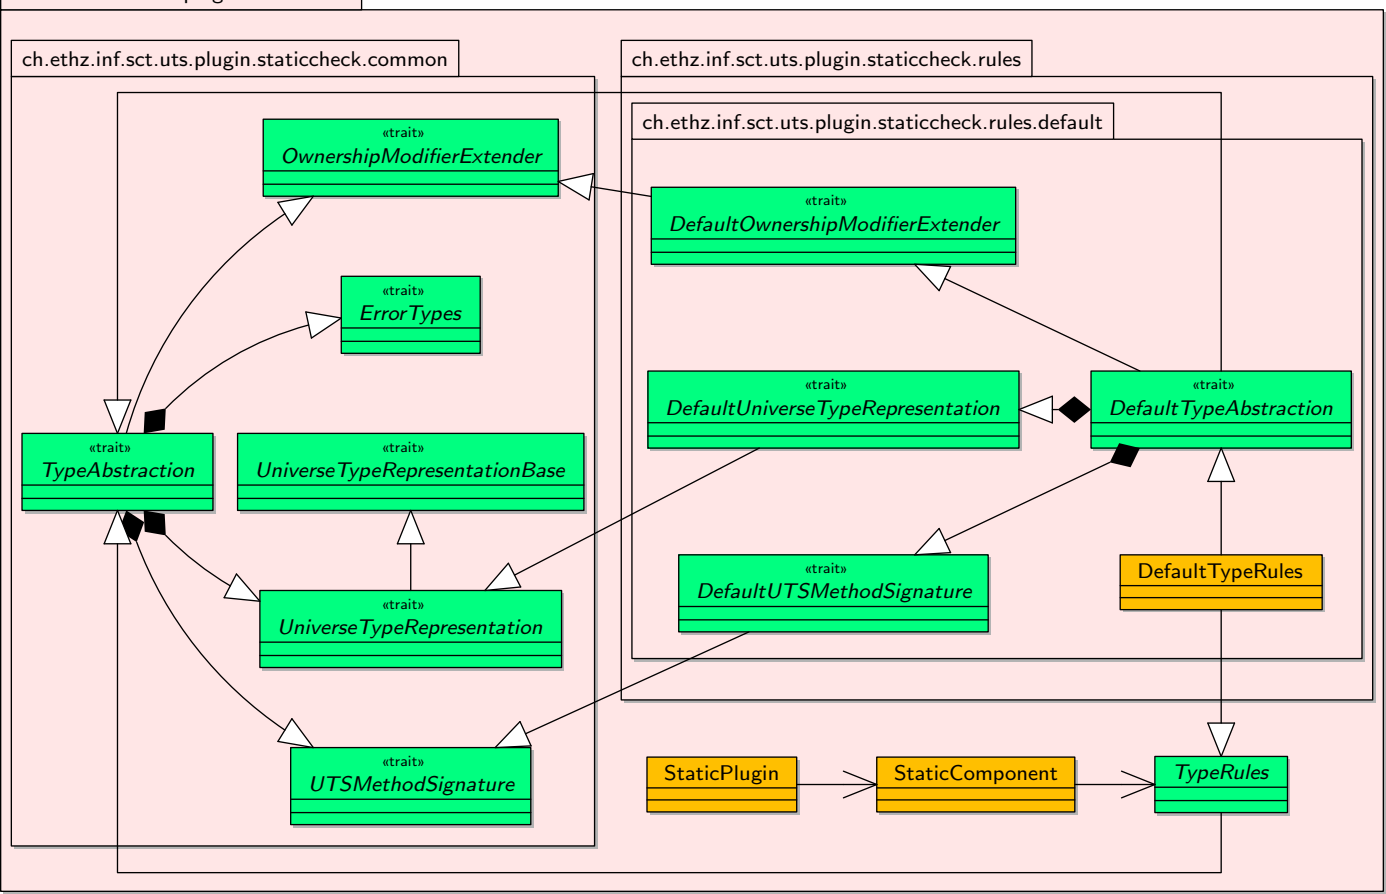 ch.ethz.inf.sct.uts.plugin.staticcheck.common
ch.ethz.inf.sct.uts.plugin.staticcheck.rules
ch.ethz.inf.sct.uts.plugin.staticcheck.rules.default
«trait»
OwnershipModifierExtender
«trait»
DefaultOwnershipModifierExtender
«trait»
ErrorTypes
«trait»
DefaultUniverseTypeRepresentation
«trait»
DefaultTypeAbstraction
«trait»
TypeAbstraction
«trait»
UniverseTypeRepresentationBase
«trait»
DefaultUTSMethodSignature
DefaultTypeRules
«trait»
UniverseTypeRepresentation
«trait»
UTSMethodSignature
StaticPlugin
StaticComponent
TypeRules